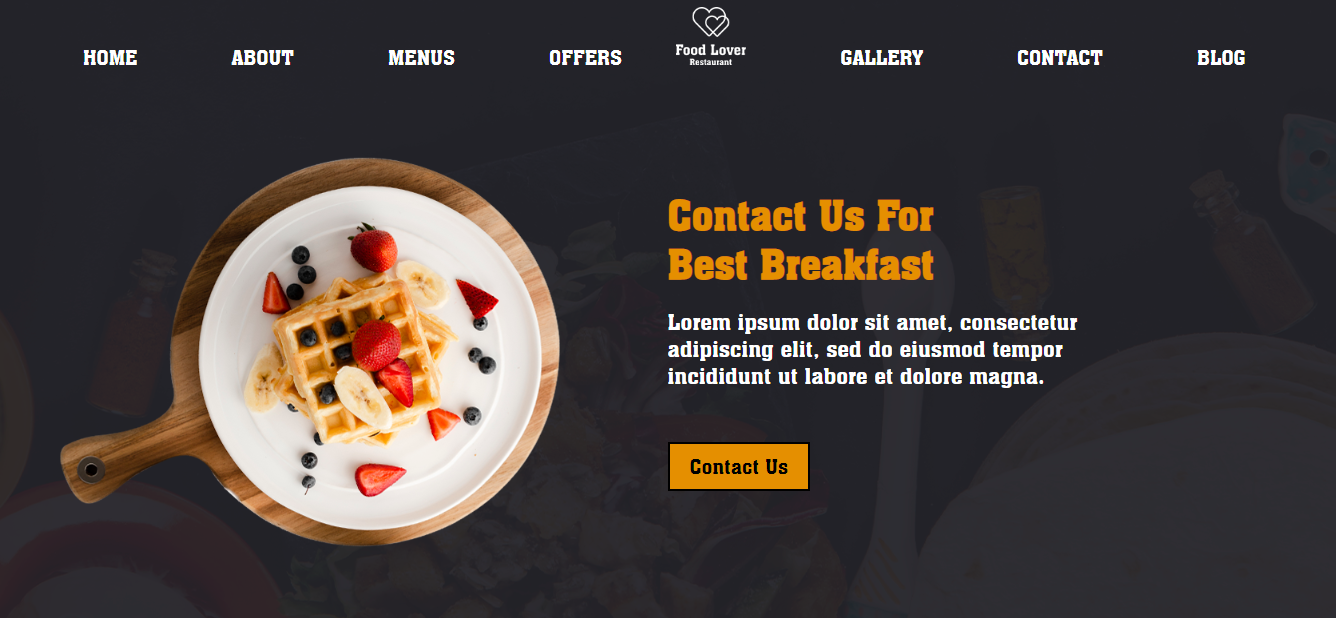 HOME ABOUT MENUS OFFERS Food Lover GALLERY CONTACT BLOG
Restaurant
Contact Us For
Best Breakfast
Lorem ipsum dolor sit amet, consectetur
adipiscing elit, sed do eiusmod tempor
incididunt ut labore et dolore magna.
Contact Us